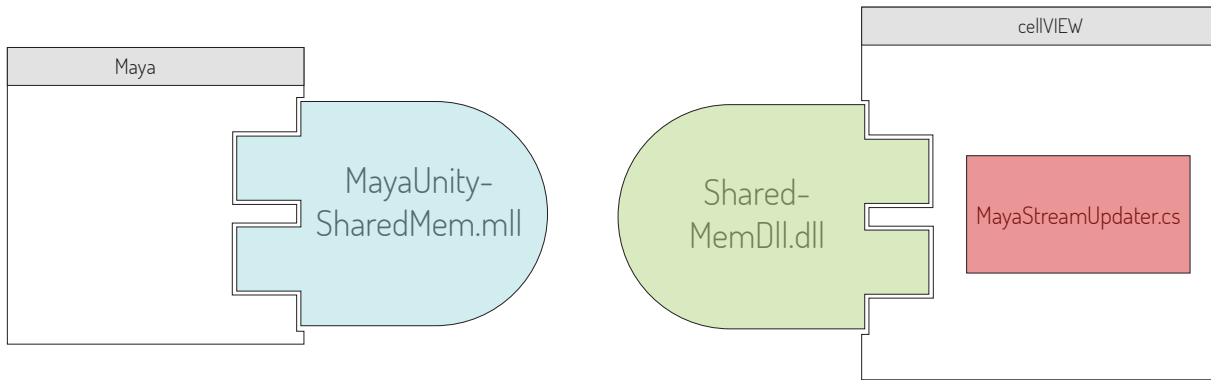 Maya
MayaUnity-
SharedMem.mll
Shared-
MemDll.dll
cellVIEW
MayaStreamUpdater.cs